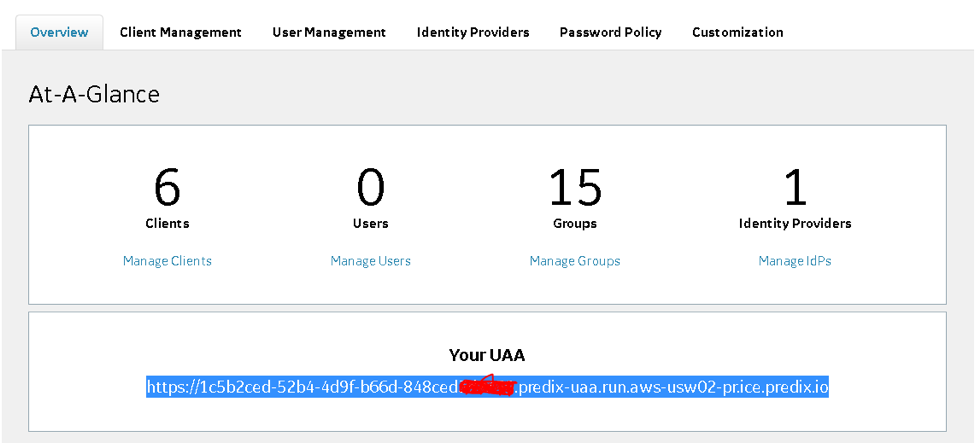 Overview Client Management User Management Identity Providers Password Policy Customization
At-A-Glance
6 0 15 1
Clients Users Groups Identity Providers
Manage Clients Manage Users Manage Groups Manage IdPs
Your UAA
https://1c5b2ced-52b4-4d9f-b66d-848ced .predix-uaa.run.aws-usw02-pr.ice.predix.io